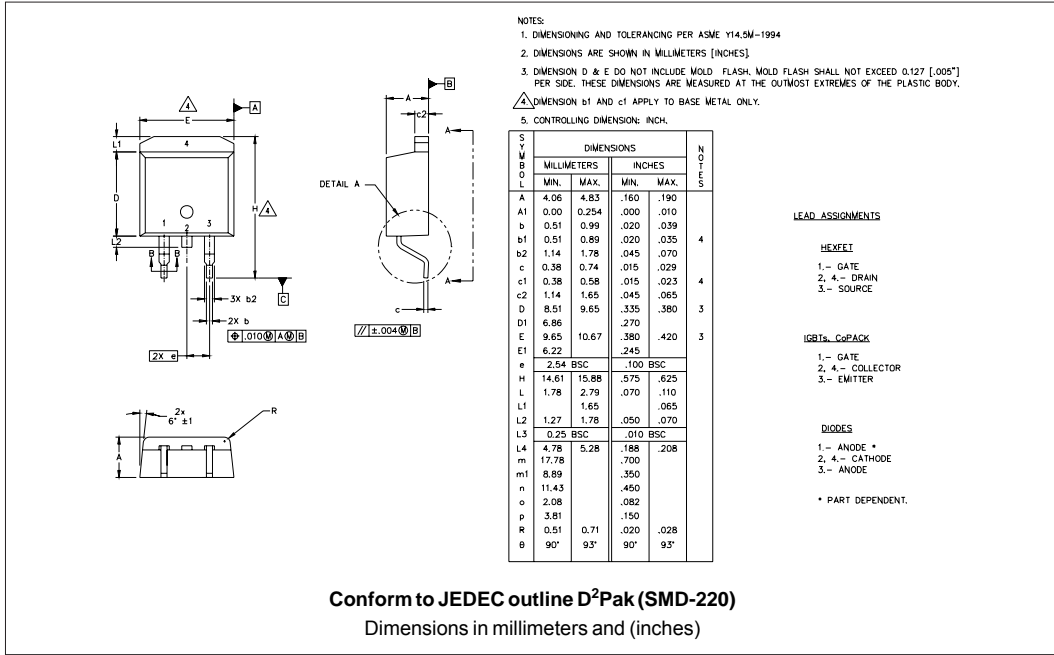 NOTES:
1. DIMENSIONING AND TOLERANCING PER ASME Y14.5M-1994
2. DIMENSIONS ARE SHOWN IN MILLIMETERS [INCHES].
3. DIMENSION D & E DO NOT INCLUDE MOLD FLASH. MOLD FLASH SHALL NOT EXCEED 0.127 [.005"]
PER SIDE. THESE DIMENSIONS ARE MEASURED AT THE OUTMOST EXTREMES OF THE PLASTIC BODY.
4. DIMENSION b1 AND c1 APPLY TO BASE METAL ONLY.
5. CONTROLLING DIMENSION: INCH.
4
E
A
L1
4
D
H
4
1
2
3
L2
B
B
3X b2
C
2X b
⌖ .010 Ⓜ A Ⓜ B
2X e
A
B
c2
A
DETAIL A
A
c
// ±.004 Ⓜ B
2x
6° ±1
R
A
SYMBOL DIMENSIONS NOTES
MILLIMETERS INCHES
MIN. MAX. MIN. MAX.
A 4.06 4.83 .160 .190
A1 0.00 0.254 .000 .010
b 0.51 0.99 .020 .039
b1 0.51 0.89 .020 .035 4
b2 1.14 1.78 .045 .070
c 0.38 0.74 .015 .029
c1 0.38 0.58 .015 .023 4
c2 1.14 1.65 .045 .065
D 8.51 9.65 .335 .380 3
D1 6.86 .270
E 9.65 10.67 .380 .420 3
E1 6.22 .245
e 2.54 BSC .100 BSC
H 14.61 15.88 .575 .625
L 1.78 2.79 .070 .110
L1 1.65 .065
L2 1.27 1.78 .050 .070
L3 0.25 BSC .010 BSC
L4 4.78 5.28 .188 .208
m 17.78 .700
m1 8.89 .350
n 11.43 .450
o 2.08 .082
p 3.81 .150
R 0.51 0.71 .020 .028
θ 90° 93° 90° 93°
LEAD ASSIGNMENTS
HEXFET
1.- GATE
2, 4.- DRAIN
3.- SOURCE
IGBTs, CoPACK
1.- GATE
2, 4.- COLLECTOR
3.- EMITTER
DIODES
1.- ANODE *
2, 4.- CATHODE
3.- ANODE
* PART DEPENDENT.
Conform to JEDEC outline D²Pak (SMD-220)
Dimensions in millimeters and (inches)